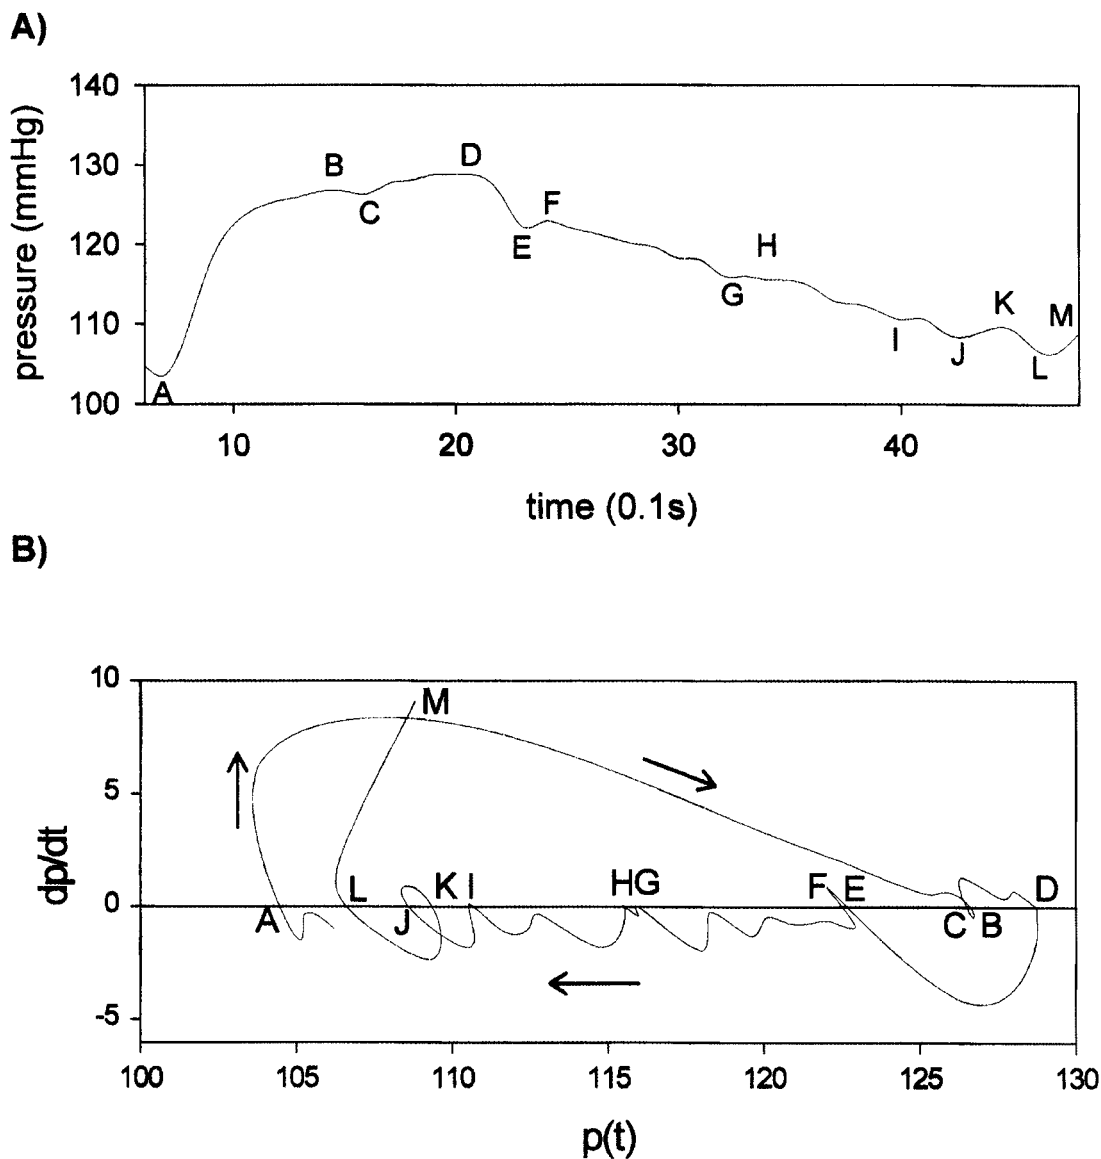 A)
140
130
120
110
100
pressure (mmHg)
B
D
C
F
E
H
G
K
M
I
J
L
A
10 20 30 40
time (0.1s)
B)
10
5
0
-5
dp/dt
M
L K I HG F E D
A J C B
100 105 110 115 120 125 130
p(t)